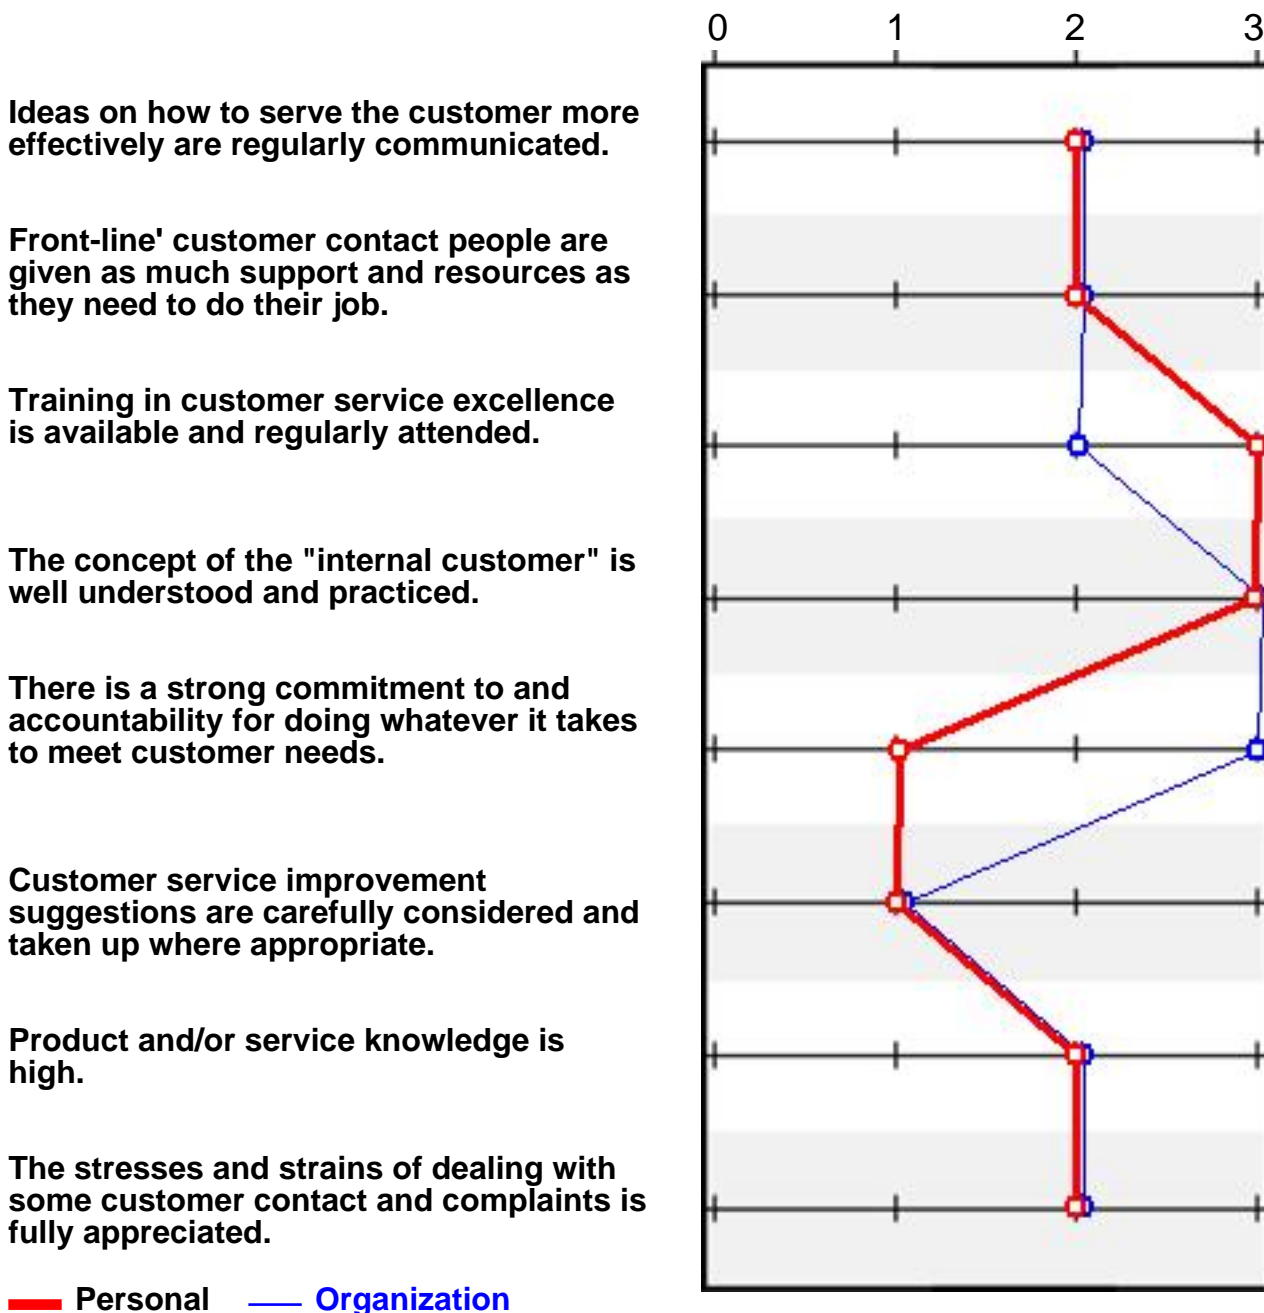 0 1 2 3
Ideas on how to serve the customer more
effectively are regularly communicated.
Front-line' customer contact people are
given as much support and resources as
they need to do their job.
Training in customer service excellence
is available and regularly attended.
The concept of the "internal customer" is
well understood and practiced.
There is a strong commitment to and
accountability for doing whatever it takes
to meet customer needs.
Customer service improvement
suggestions are carefully considered and
taken up where appropriate.
Product and/or service knowledge is
high.
The stresses and strains of dealing with
some customer contact and complaints is
fully appreciated.
Personal Organization